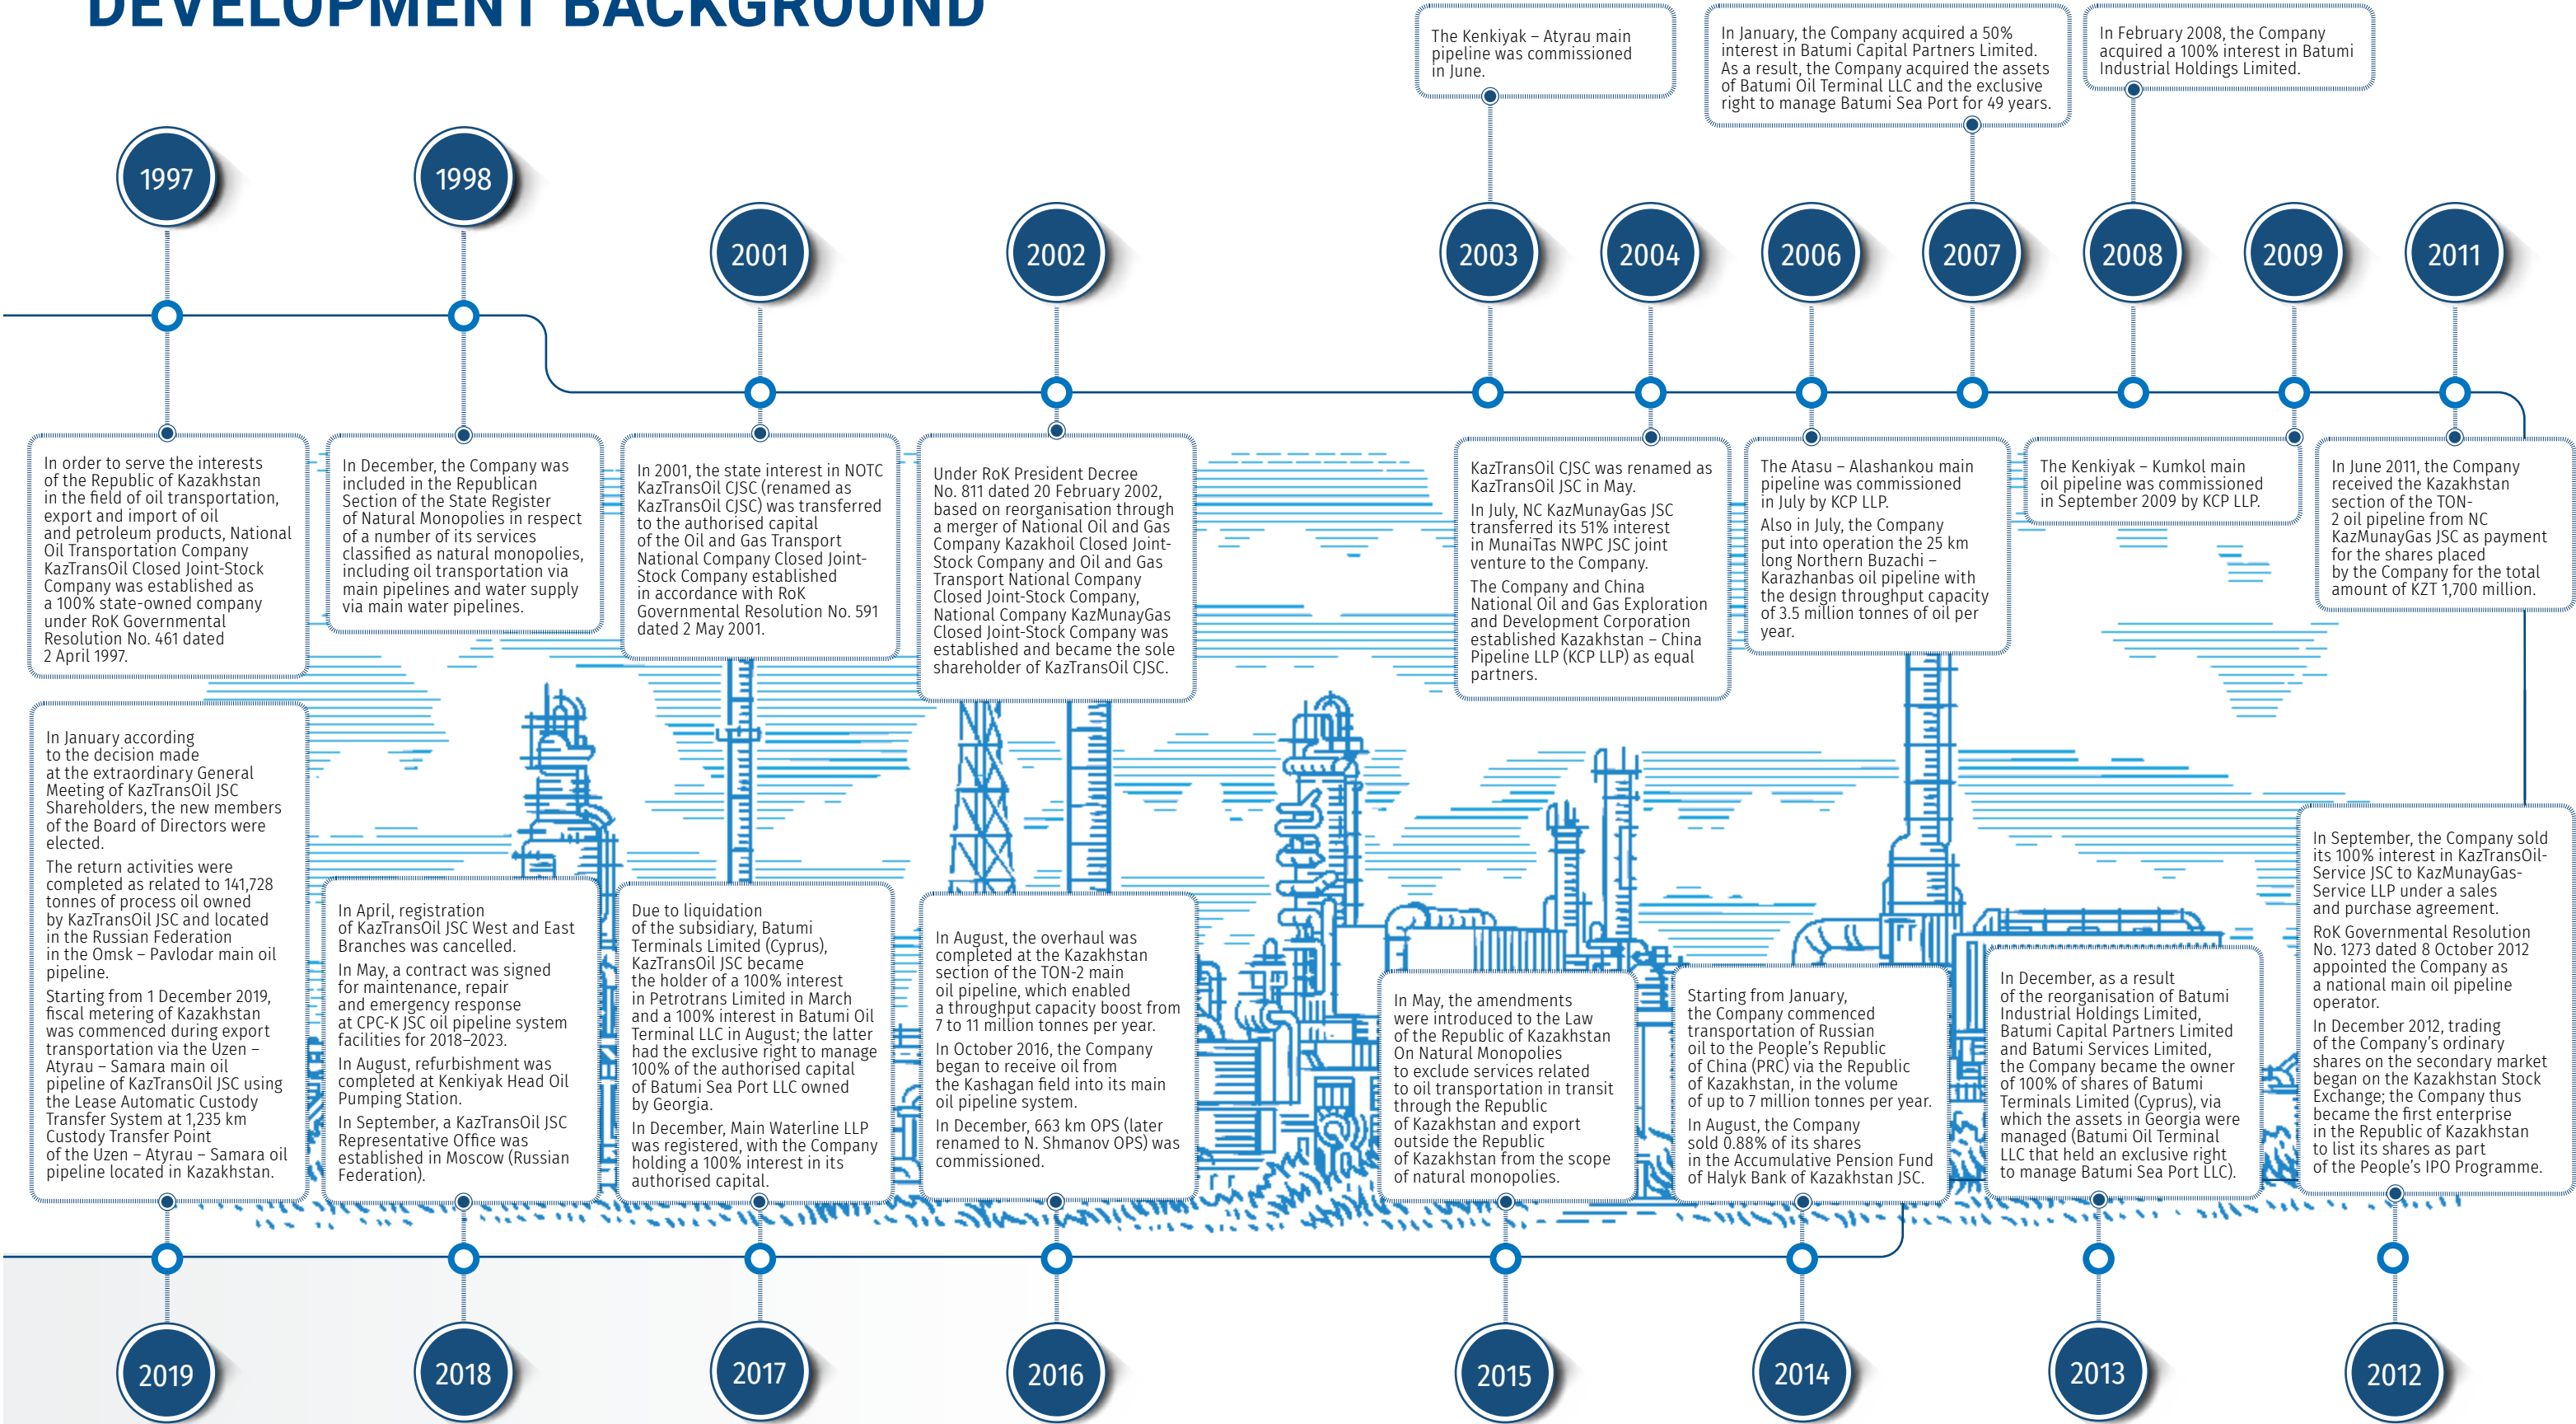 DEVELOPMENT BACKGROUND
1997
In order to serve the interests
of the Republic of Kazakhstan
in the field of oil transportation,
export and import of oil
and petroleum products, National
Oil Transportation Company
KazTransOil Closed Joint-Stock
Company was established as
a 100% state-owned company
under RoK Governmental
Resolution No. 461 dated
2 April 1997.
1998
In December, the Company was
included in the Republican
Section of the State Register
of Natural Monopolies in respect
of a number of its services
classified as natural monopolies,
including oil transportation via
main pipelines and water supply
via main water pipelines.
2001
In 2001, the state interest in NOTC
KazTransOil CJSC (renamed as
KazTransOil CJSC) was transferred
to the authorised capital
of the Oil and Gas Transport
National Company Closed Joint-
Stock Company established
in accordance with RoK
Governmental Resolution No. 591
dated 2 May 2001.
2002
Under RoK President Decree
No. 811 dated 20 February 2002,
based on reorganisation through
a merger of National Oil and Gas
Company Kazakhoil Closed Joint-
Stock Company and Oil and Gas
Transport National Company
Closed Joint-Stock Company,
National Company KazMunayGas
Closed Joint-Stock Company was
established and became the sole
shareholder of KazTransOil CJSC.
The Kenkiyak – Atyrau main
pipeline was commissioned
in June.
2003
2004
KazTransOil CJSC was renamed as
KazTransOil JSC in May.
In July, NC KazMunayGas JSC
transferred its 51% interest
in MunaiTas NWPC JSC joint
venture to the Company.
The Company and China
National Oil and Gas Exploration
and Development Corporation
established Kazakhstan – China
Pipeline LLP (KCP LLP) as equal
partners.
2006
The Atasu – Alashankou main
pipeline was commissioned
in July by KCP LLP.
Also in July, the Company
put into operation the 25 km
long Northern Buzachi –
Karazhanbas oil pipeline with
the design throughput capacity
of 3.5 million tonnes of oil per
year.
In January, the Company acquired a 50%
interest in Batumi Capital Partners Limited.
As a result, the Company acquired the assets
of Batumi Oil Terminal LLC and the exclusive
right to manage Batumi Sea Port for 49 years.
2007
In February 2008, the Company
acquired a 100% interest in Batumi
Industrial Holdings Limited.
2008
2009
The Kenkiyak – Kumkol main
oil pipeline was commissioned
in September 2009 by KCP LLP.
2011
In June 2011, the Company
received the Kazakhstan
section of the TON-
2 oil pipeline from NC
KazMunayGas JSC as payment
for the shares placed
by the Company for the total
amount of KZT 1,700 million.
In January according
to the decision made
at the extraordinary General
Meeting of KazTransOil JSC
Shareholders, the new members
of the Board of Directors were
elected.
The return activities were
completed as related to 141,728
tonnes of process oil owned
by KazTransOil JSC and located
in the Russian Federation
in the Omsk – Pavlodar main oil
pipeline.
Starting from 1 December 2019,
fiscal metering of Kazakhstan
was commenced during export
transportation via the Uzen –
Atyrau – Samara main oil
pipeline of KazTransOil JSC using
the Lease Automatic Custody
Transfer System at 1,235 km
Custody Transfer Point
of the Uzen – Atyrau – Samara oil
pipeline located in Kazakhstan.
2019
In April, registration
of KazTransOil JSC West and East
Branches was cancelled.
In May, a contract was signed
for maintenance, repair
and emergency response
at CPC-K JSC oil pipeline system
facilities for 2018–2023.
In August, refurbishment was
completed at Kenkiyak Head Oil
Pumping Station.
In September, a KazTransOil JSC
Representative Office was
established in Moscow (Russian
Federation).
2018
Due to liquidation
of the subsidiary, Batumi
Terminals Limited (Cyprus),
KazTransOil JSC became
the holder of a 100% interest
in Petrotrans Limited in March
and a 100% interest in Batumi Oil
Terminal LLC in August; the latter
had the exclusive right to manage
100% of the authorised capital
of Batumi Sea Port LLC owned
by Georgia.
In December, Main Waterline LLP
was registered, with the Company
holding a 100% interest in its
authorised capital.
2017
In August, the overhaul was
completed at the Kazakhstan
section of the TON-2 main
oil pipeline, which enabled
a throughput capacity boost from
7 to 11 million tonnes per year.
In October 2016, the Company
began to receive oil from
the Kashagan field into its main
oil pipeline system.
In December, 663 km OPS (later
renamed to N. Shmanov OPS) was
commissioned.
2016
In May, the amendments
were introduced to the Law
of the Republic of Kazakhstan
On Natural Monopolies
to exclude services related
to oil transportation in transit
through the Republic
of Kazakhstan and export
outside the Republic
of Kazakhstan from the scope
of natural monopolies.
2015
Starting from January,
the Company commenced
transportation of Russian
oil to the People's Republic
of China (PRC) via the Republic
of Kazakhstan, in the volume
of up to 7 million tonnes per year.
In August, the Company
sold 0.88% of its shares
in the Accumulative Pension Fund
of Halyk Bank of Kazakhstan JSC.
2014
In December, as a result
of the reorganisation of Batumi
Industrial Holdings Limited,
Batumi Capital Partners Limited
and Batumi Services Limited,
the Company became the owner
of 100% of shares of Batumi
Terminals Limited (Cyprus), via
which the assets in Georgia were
managed (Batumi Oil Terminal
LLC that held an exclusive right
to manage Batumi Sea Port LLC).
2013
In September, the Company sold
its 100% interest in KazTransOil-
Service JSC to KazMunayGas-
Service LLP under a sales
and purchase agreement.
RoK Governmental Resolution
No. 1273 dated 8 October 2012
appointed the Company as
a national main oil pipeline
operator.
In December 2012, trading
of the Company's ordinary
shares on the secondary market
began on the Kazakhstan Stock
Exchange; the Company thus
became the first enterprise
in the Republic of Kazakhstan
to list its shares as part
of the People's IPO Programme.
2012